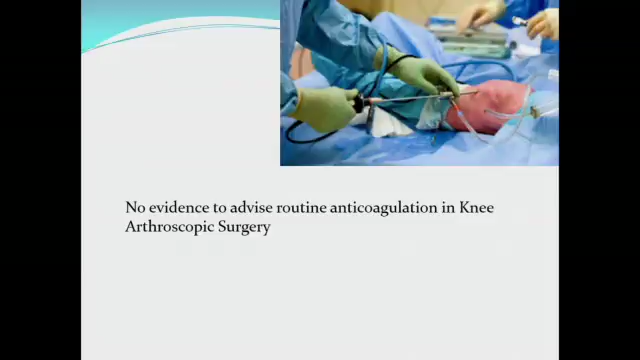 No evidence to advise routine anticoagulation in Knee
Arthroscopic Surgery